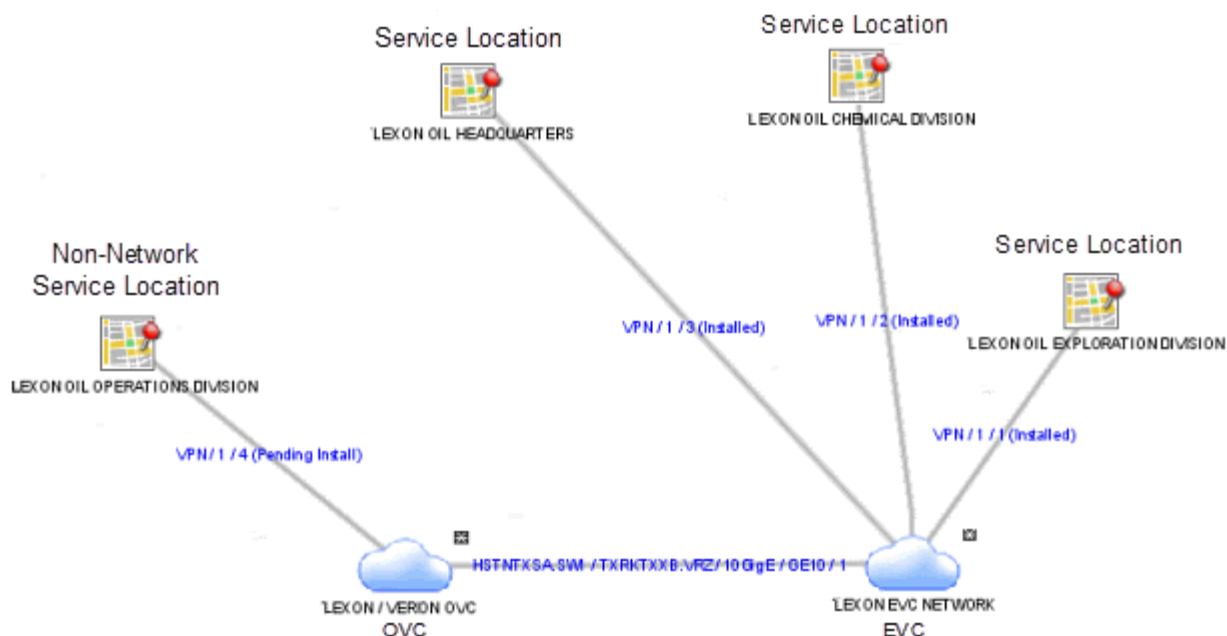 Service Location
LEXON OIL HEADQUARTERS
Service Location
LEXON OIL CHEMICAL DIVISION
Non-Network
Service Location
LEXON OIL OPERATIONS DIVISION
Service Location
LEXON OIL EXPLORATION DIVISION
VPN / 1 / 3 (Installed)
VPN / 1 / 2 (Installed)
VPN / 1 / 1 (Installed)
VPN / 1 / 4 (Pending Install)
HSTNTXSA.SWI / TXRKTXXB.VRZ / 10GigE / GE10 / 1
LEXON / VERION OVC
OVC
LEXON EVC NETWORK
EVC